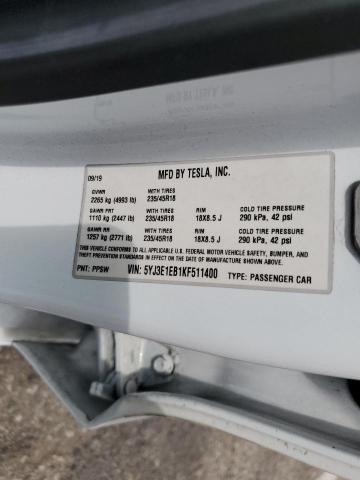 09/19 MFD BY TESLA, INC.
GVWR WITH TIRES
2265 kg (4993 lb) 235/45R18
GAWR FRT WITH TIRES RIM COLD TIRE PRESSURE
1110 kg (2447 lb) 235/45R18 18X8.5 J 290 kPa, 42 psi
GAWR RR WITH TIRES RIM COLD TIRE PRESSURE
1257 kg (2771 lb) 235/45R18 18X8.5 J 290 kPa, 42 psi
THIS VEHICLE CONFORMS TO ALL APPLICABLE U.S. FEDERAL MOTOR VEHICLE SAFETY, BUMPER, AND
THEFT PREVENTION STANDARDS IN EFFECT ON THE DATE OF MANUFACTURE SHOWN ABOVE.
PNT: PPSW VIN: 5YJ3E1EB1KF511400 TYPE: PASSENGER CAR